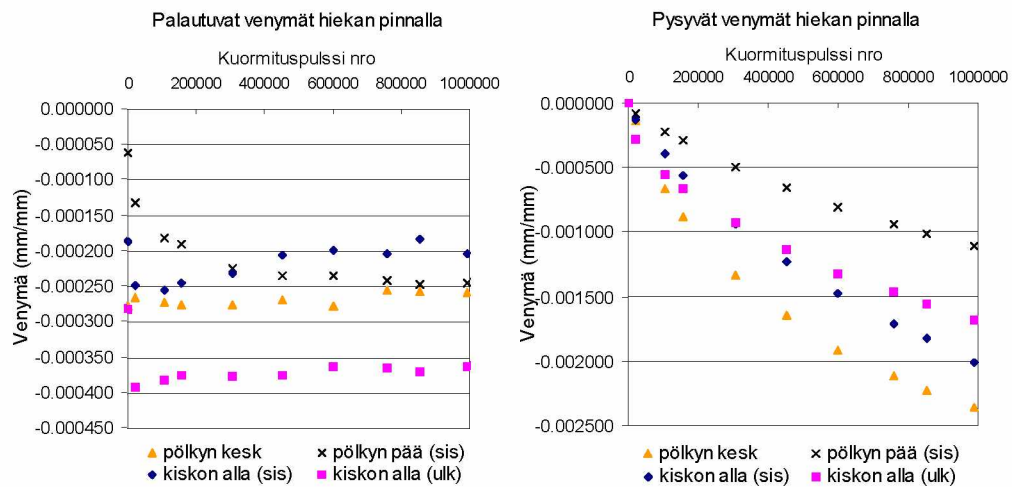 Palautuvat venymät hiekan pinnalla
Kuormituspulssi nro
0 200000 400000 600000 800000 1000000
0.000000
-0.000050
-0.000100
-0.000150
-0.000200
-0.000250
-0.000300
-0.000350
-0.000400
-0.000450
Venymä (mm/mm)
pölkyn kesk
pölkyn pää (sis)
kiskon alla (sis)
kiskon alla (ulk)
Pysyvät venymät hiekan pinnalla
Kuormituspulssi nro
0 200000 400000 600000 800000 1000000
0.000000
-0.000500
-0.001000
-0.001500
-0.002000
-0.002500
Venymä (mm/mm)
pölkyn kesk
pölkyn pää (sis)
kiskon alla (sis)
kiskon alla (ulk)